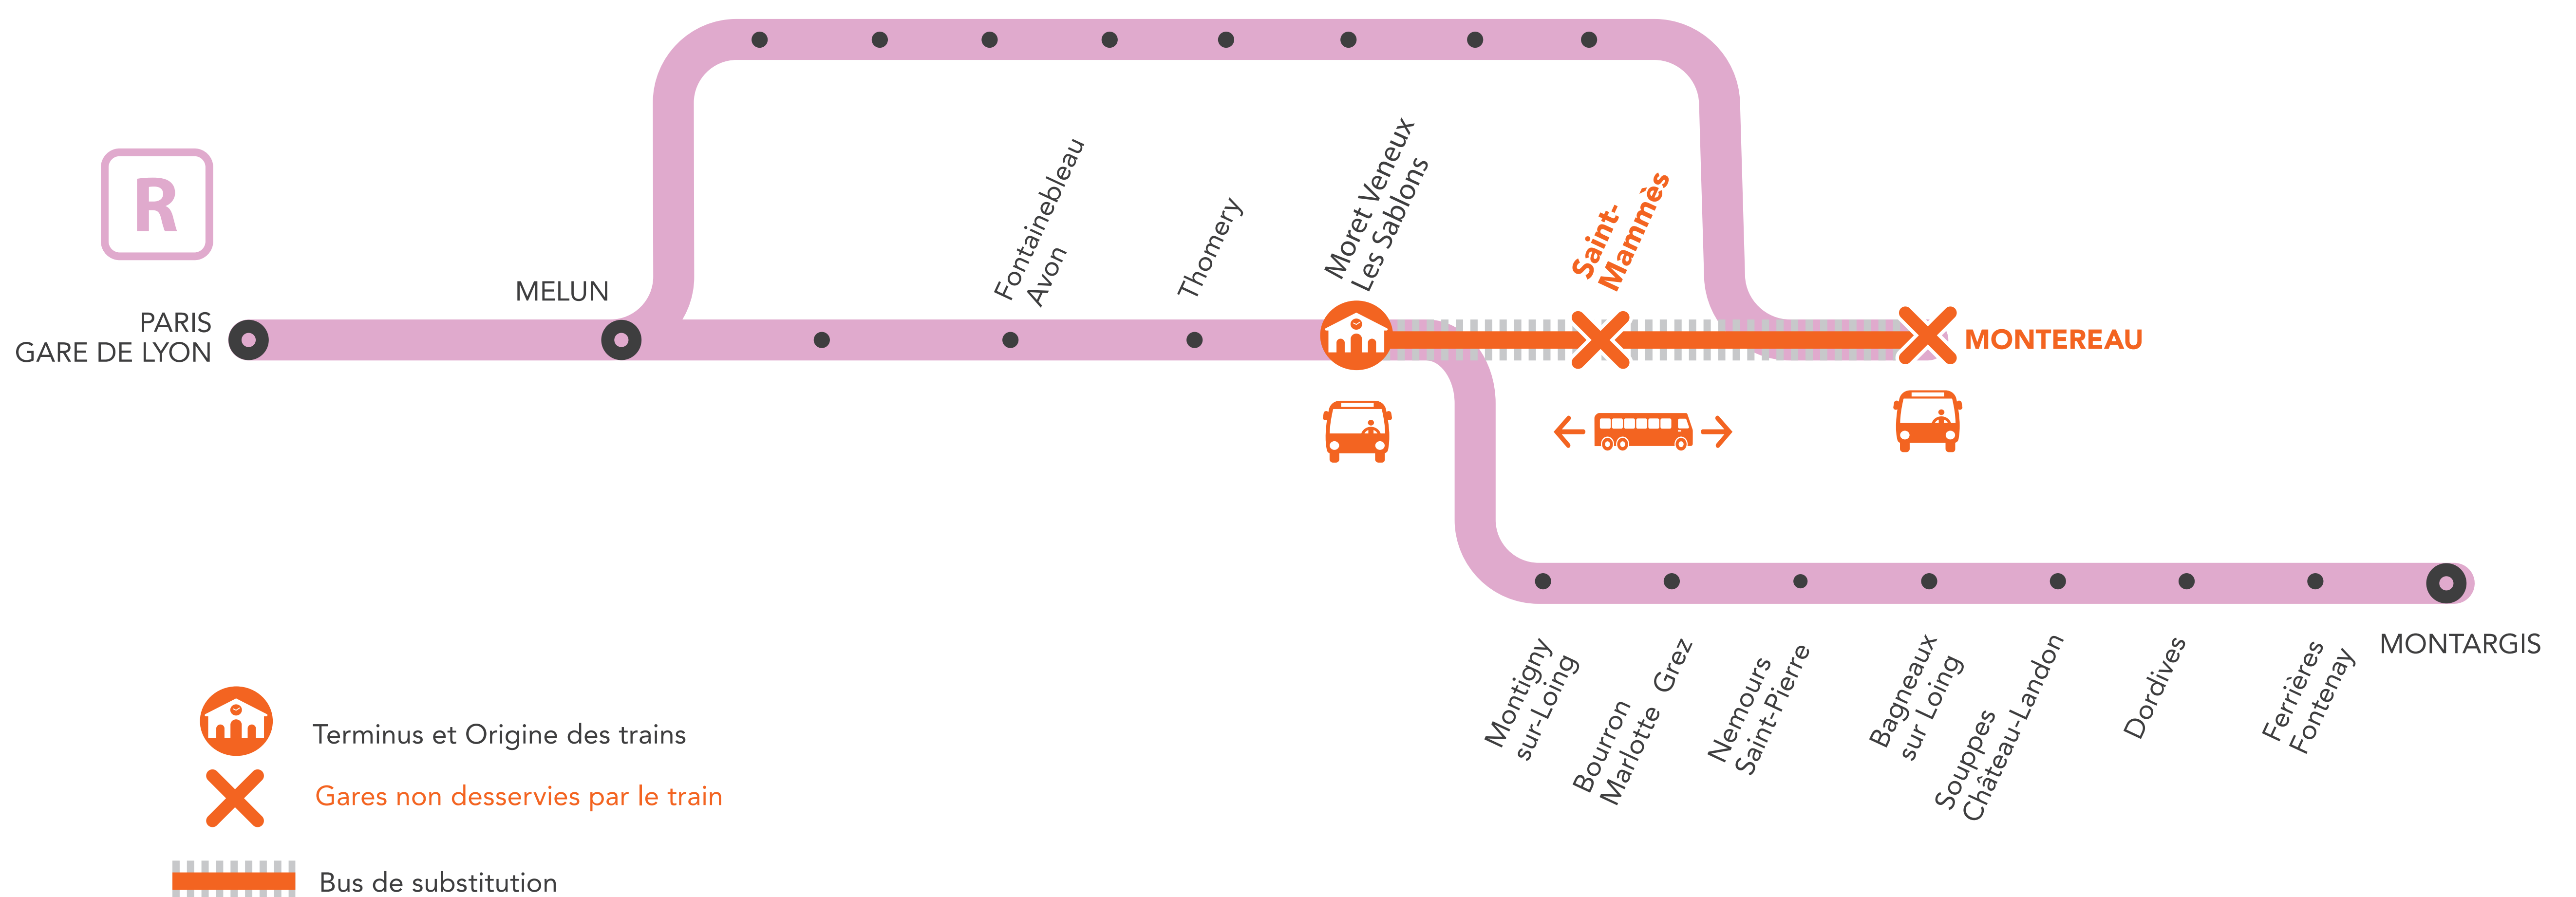 R
PARIS
GARE DE LYON
MELUN
Fontainebleau
Avon
Thomery
Moret Veneux
Les Sablons
Saint-
Mammès
MONTEREAU
Montigny
sur-Loing
Bourron
Marlotte Grez
Nemours
Saint-Pierre
Bagneaux
sur Loing
Souppes
Château-Landon
Dordives
Ferrières
Fontenay
MONTARGIS
Terminus et Origine des trains
Gares non desservies par le train
Bus de substitution